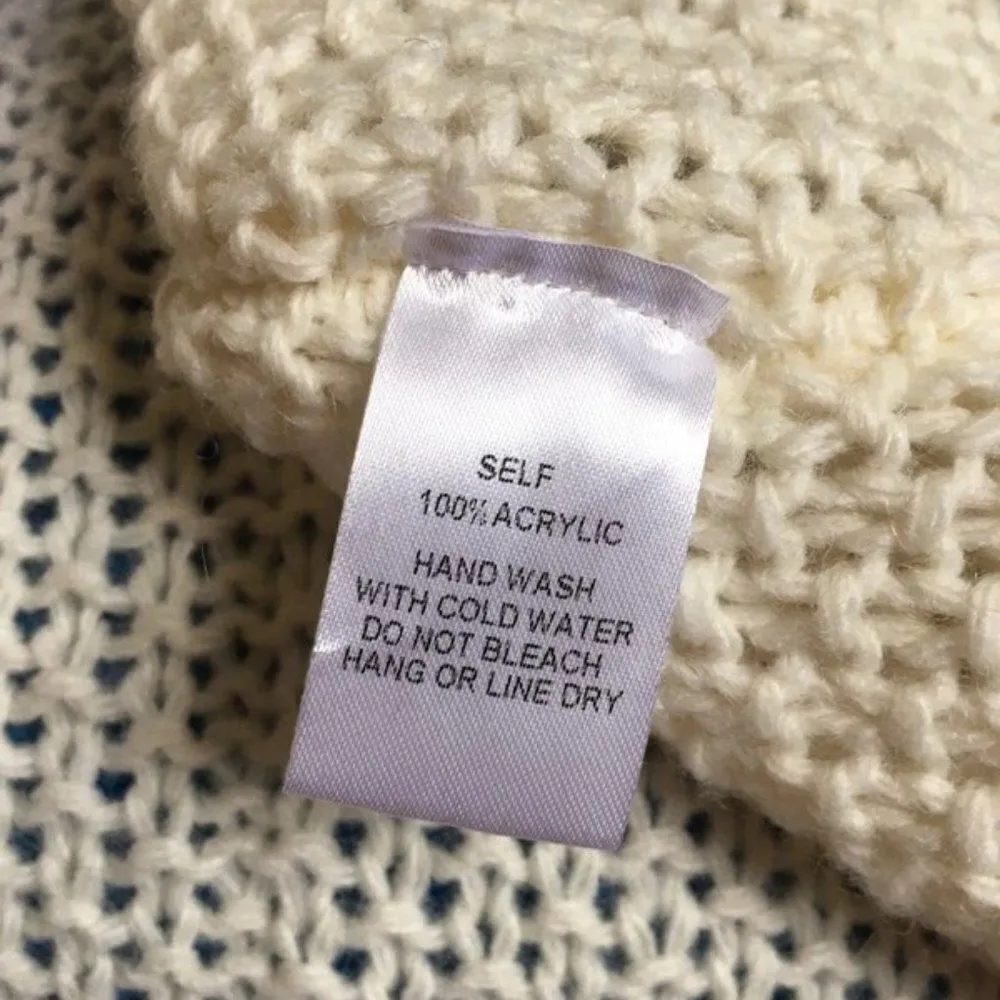 SELF
100% ACRYLIC
HAND WASH
WITH COLD WATER
DO NOT BLEACH
HANG OR LINE DRY